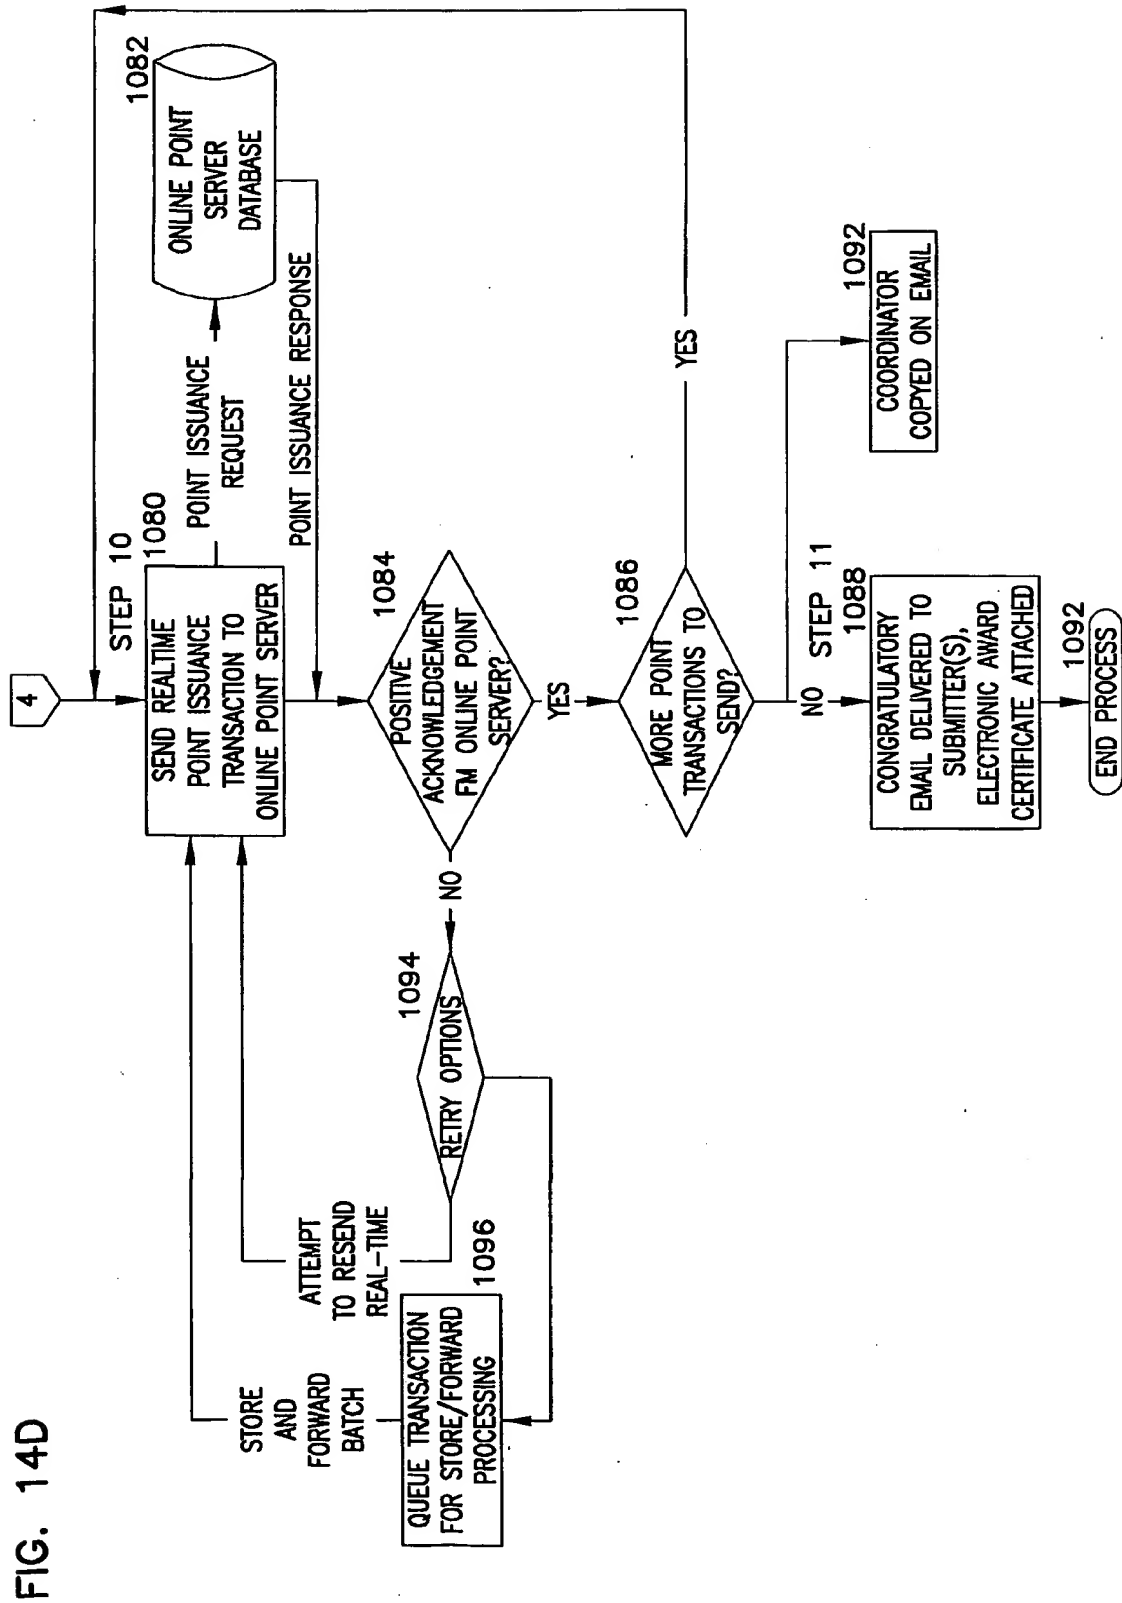 FIG. 14D
4
STEP 10
1080
SEND REALTIME
POINT ISSUANCE
TRANSACTION TO
ONLINE POINT SERVER
POINT ISSUANCE
REQUEST
1082
ONLINE POINT
SERVER
DATABASE
POINT ISSUANCE RESPONSE
1084
POSITIVE
ACKNOWLEDGEMENT
FM ONLINE POINT
SERVER?
NO
YES
1094
RETRY OPTIONS
ATTEMPT
TO RESEND
REAL-TIME
STORE
AND
FORWARD
BATCH
1096
QUEUE TRANSACTION
FOR STORE/FORWARD
PROCESSING
1086
MORE POINT
TRANSACTIONS TO
SEND?
YES
NO
STEP 11
1088
CONGRATULATORY
EMAIL DELIVERED TO
SUBMITTER(S),
ELECTRONIC AWARD
CERTIFICATE ATTACHED
1092
COORDINATOR
COPYED ON EMAIL
1092
END PROCESS